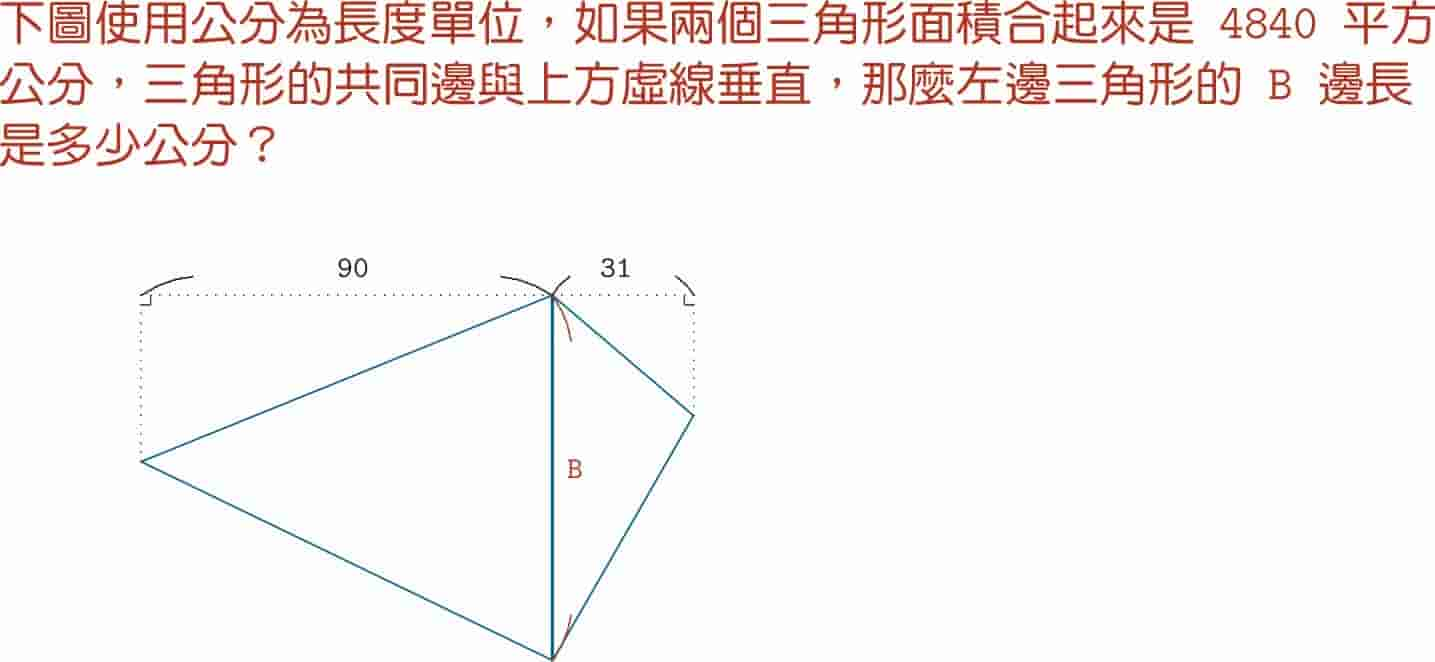 下圖使用公分為長度單位，如果兩個三角形面積合起來是 4840 平方
公分，三角形的共同邊與上方虛線垂直，那麼左邊三角形的 B 邊長
是多少公分？
90 31
B